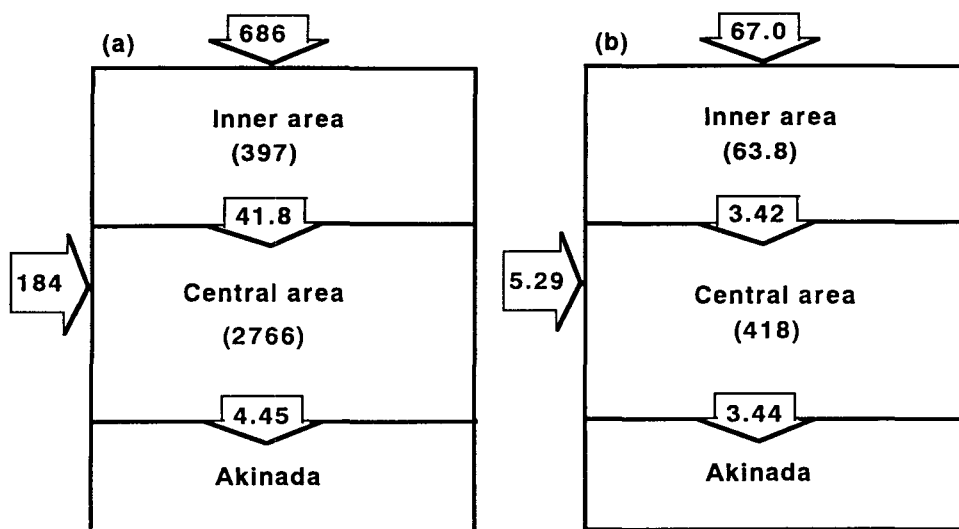 (a)
686
Inner area
(397)
41.8
184
Central area
(2766)
4.45
Akinada
(b)
67.0
Inner area
(63.8)
3.42
5.29
Central area
(418)
3.44
Akinada